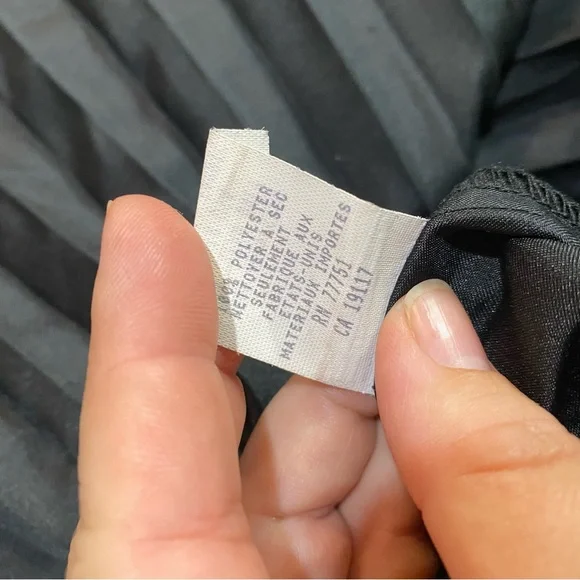 100% POLYESTER
NETTOYER À SEC
SEULEMENT
FABRIQUE AUX
ETATS-UNIS
MATERIAUX IMPORTES
RN 77751
CA 19117